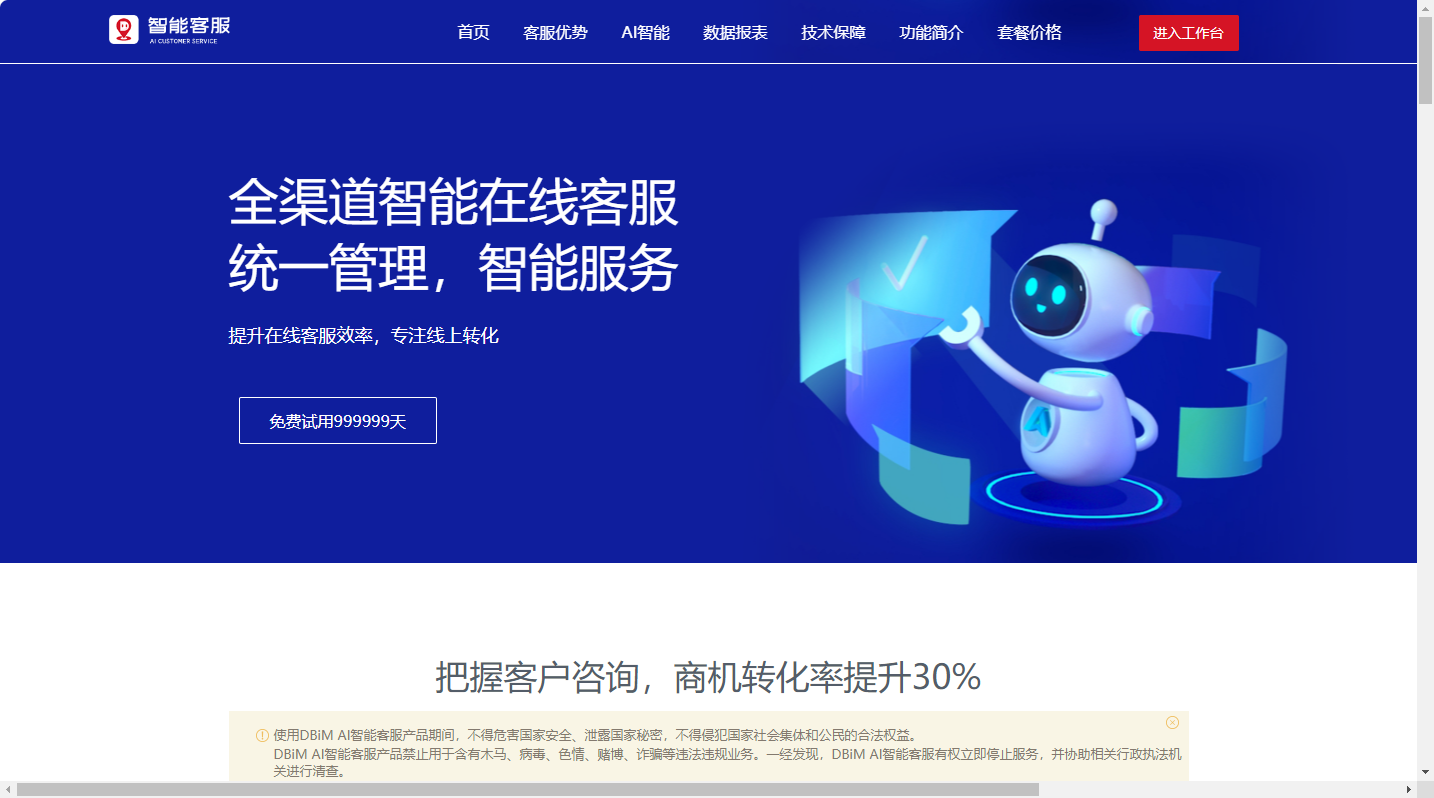 智能客服
AI CUSTOMER SERVICE
首页 客服优势 AI智能 数据报表 技术保障 功能简介 套餐价格 进入工作台
全渠道智能在线客服
统一管理，智能服务
提升在线客服效率，专注线上转化
免费试用999999天
把握客户咨询，商机转化率提升30%
使用DBiM AI智能客服产品期间，不得危害国家安全、泄露国家秘密，不得侵犯国家社会集体和公民的合法权益。
DBiM AI智能客服产品禁止用于含有木马、病毒、色情、赌博、诈骗等违法违规业务。一经发现，DBiM AI智能客服有权立即停止服务，并协助相关行政执法机
关进行清查。